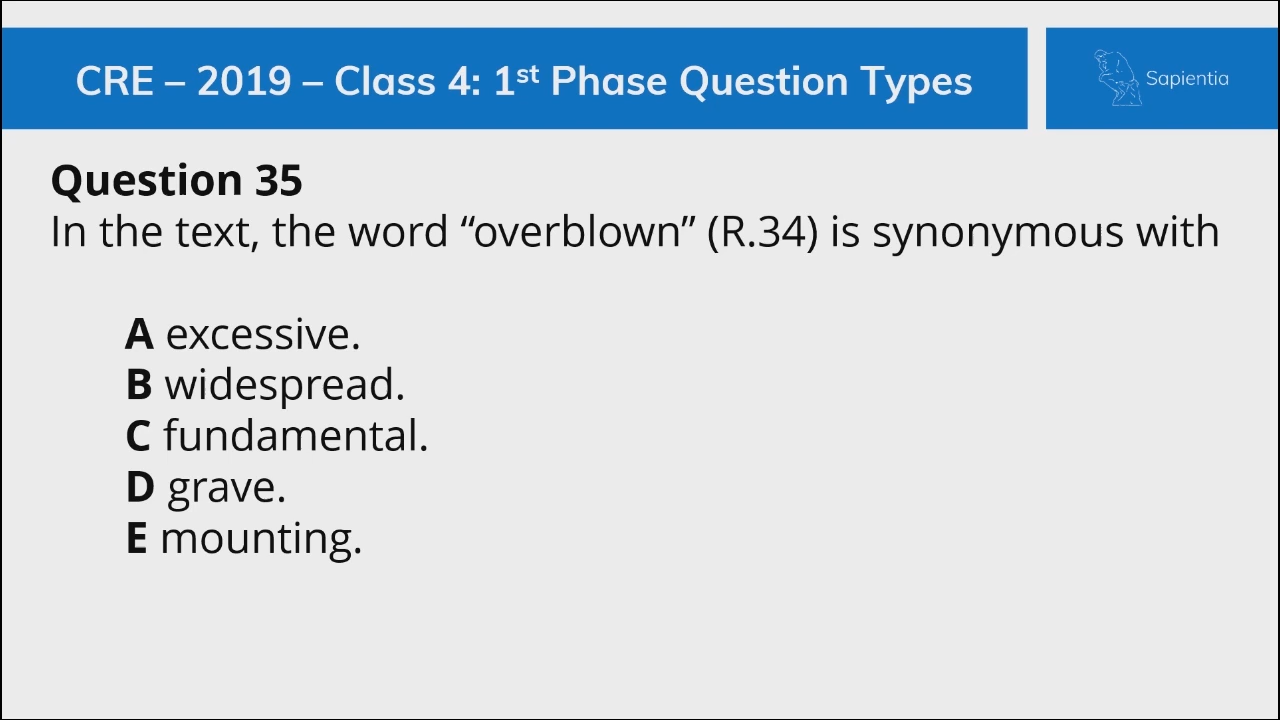 CRE – 2019 – Class 4: 1st Phase Question Types
Sapientia
Question 35
In the text, the word “overblown” (R.34) is synonymous with
A excessive.
B widespread.
C fundamental.
D grave.
E mounting.